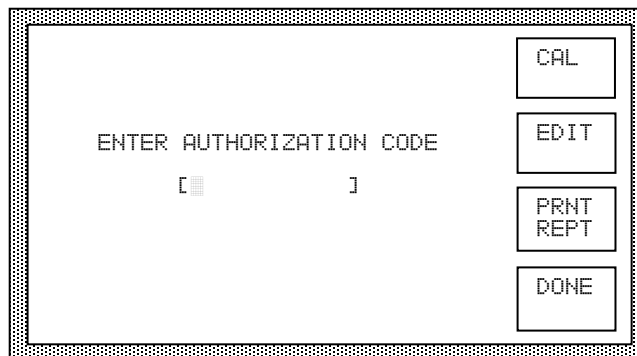 ENTER AUTHORIZATION CODE
[ ]
CAL
EDIT
PRNT
REPT
DONE